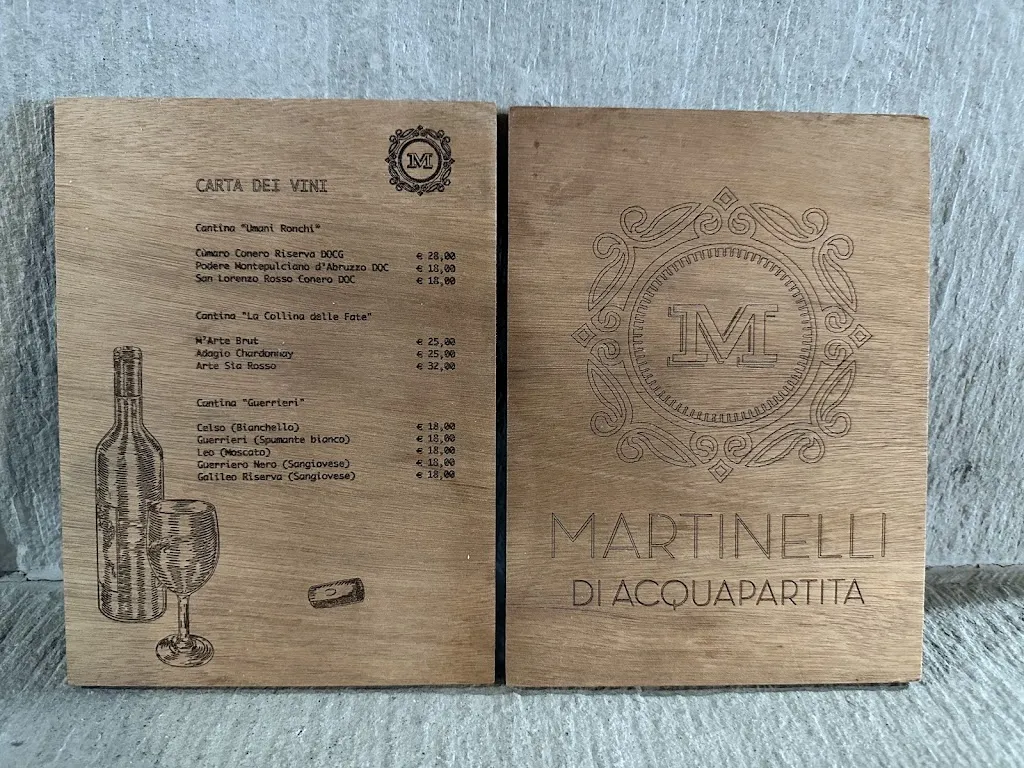 M
CARTA DEI VINI
Cantina "Umani Ronchi"
Cùmaro Conero Riserva DOCG € 28,00
Podere Montepulciano d'Abruzzo DOC € 18,00
San Lorenzo Rosso Conero DOC € 18,00
Cantina "La Collina delle Fate"
M'Arte Brut € 25,00
Adagio Chardonnay € 25,00
Arte Sia Rosso € 32,00
Cantina "Guerrieri"
Celso (Bianchello) € 18,00
Guerrieri (Spumante bianco) € 18,00
Leo (Moscato) € 18,00
Guerriero Nero (Sangiovese) € 18,00
Galileo Riserva (Sangiovese) € 18,00
M
MARTINELLI
DI ACQUAPARTITA